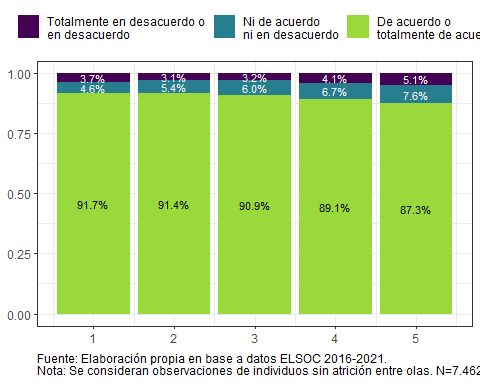 Totalmente en desacuerdo o
en desacuerdo
Ni de acuerdo
ni en desacuerdo
De acuerdo o
totalmente de acue
1.00
0.75
0.50
0.25
0.00
3.7% 3.1% 3.2% 4.1% 5.1%
4.6% 5.4% 6.0% 6.7% 7.6%
91.7% 91.4% 90.9% 89.1% 87.3%
1 2 3 4 5
Fuente: Elaboración propia en base a datos ELSOC 2016-2021.
Nota: Se consideran observaciones de individuos sin atrición entre olas. N=7.462